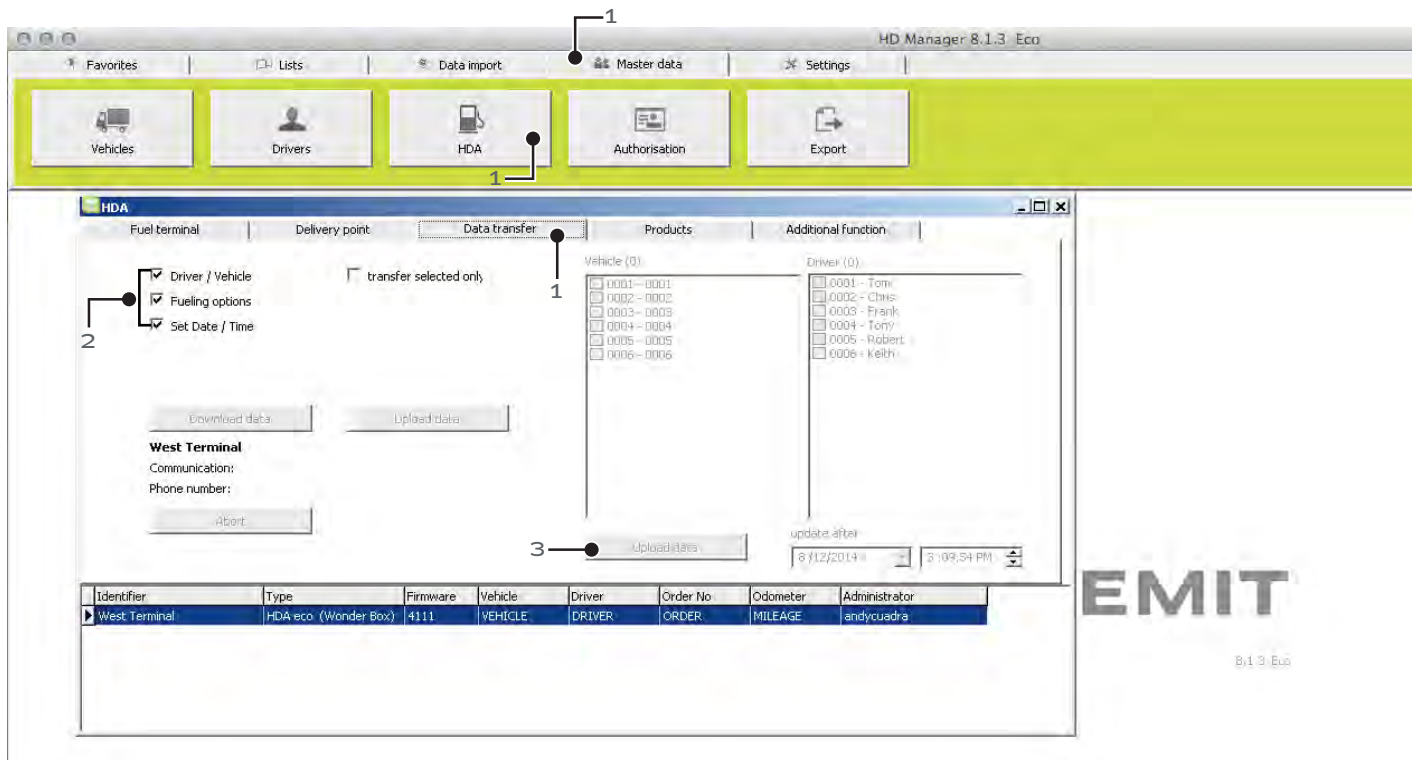 1
HD Manager 8.1.3 Eco
Favorites Lists Data import Master data Settings
Vehicles Drivers HDA Authorisation Export
1
HDA
Fuel terminal Delivery point Data transfer Products Additional function
Vehicle (0) Driver (0)
Driver / Vehicle transfer selected only
Fueling options
Set Date / Time
1
2
0001 - 0001
0002 - 0002
0003 - 0003
0004 - 0004
0005 - 0005
0006 - 0006
0001 - Tom
0002 - Chris
0003 - Frank
0004 - Tony
0005 - Robert
0006 - Keith
Download data Upload data
West Terminal
Communication:
Phone number:
Abort
update after
3 Upload data 8/12/2014 3:09:54 PM
Identifier Type Firmware Vehicle Driver Order No Odometer Administrator
West Terminal HDA eco (Wonder Box) 4111 VEHICLE DRIVER ORDER MILEAGE andycuadra
EMIT
8.1.3 Eco